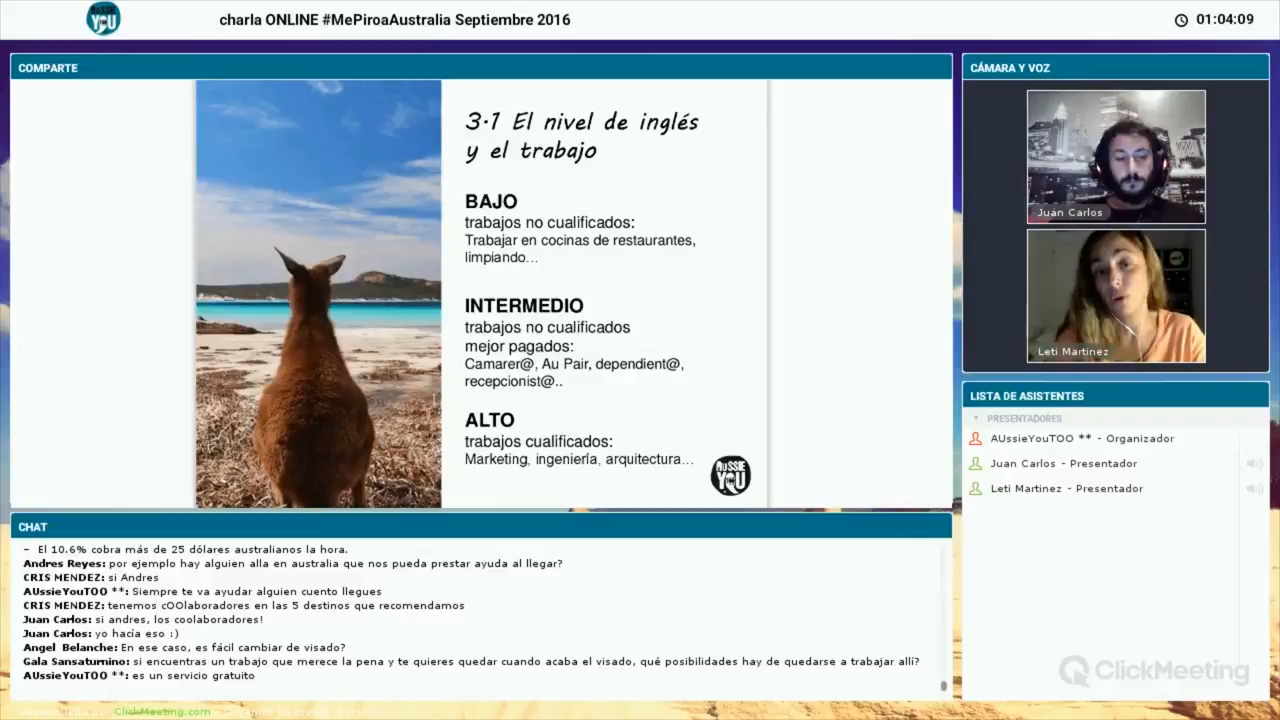 AUSSIE
YOU
charla ONLINE #MePiroaAustralia Septiembre 2016
01:04:09
COMPARTE
3·1 El nivel de inglés
y el trabajo
BAJO
trabajos no cualificados:
Trabajar en cocinas de restaurantes,
limpiando...
INTERMEDIO
trabajos no cualificados
mejor pagados:
Camarer@, Au Pair, dependient@,
recepcionist@..
ALTO
trabajos cualificados:
Marketing, ingeniería, arquitectura...
AUSSIE
YOU
CÁMARA Y VOZ
Juan Carlos
Leti Martinez
LISTA DE ASISTENTES
PRESENTADORES
AUssieYouTOO ** - Organizador
Juan Carlos - Presentador
Leti Martinez - Presentador
CHAT
- El 10.6% cobra más de 25 dólares australianos la hora.
Andres Reyes: por ejemplo hay alguien alla en australia que nos pueda prestar ayuda al llegar?
CRIS MENDEZ: si Andres
AUssieYouTOO **: Siempre te va ayudar alguien cuento llegues
CRIS MENDEZ: tenemos cOOlaboradores en las 5 destinos que recomendamos
Juan Carlos: si andres, los coolaboradores!
Juan Carlos: yo hacía eso :)
Angel Belanche: En ese caso, es fácil cambiar de visado?
Gala Sansaturnino: si encuentras un trabajo que merece la pena y te quieres quedar cuando acaba el visado, qué posibilidades hay de quedarse a trabajar allí?
AUssieYouTOO **: es un servicio gratuito
ClickMeeting
ClickMeeting.com